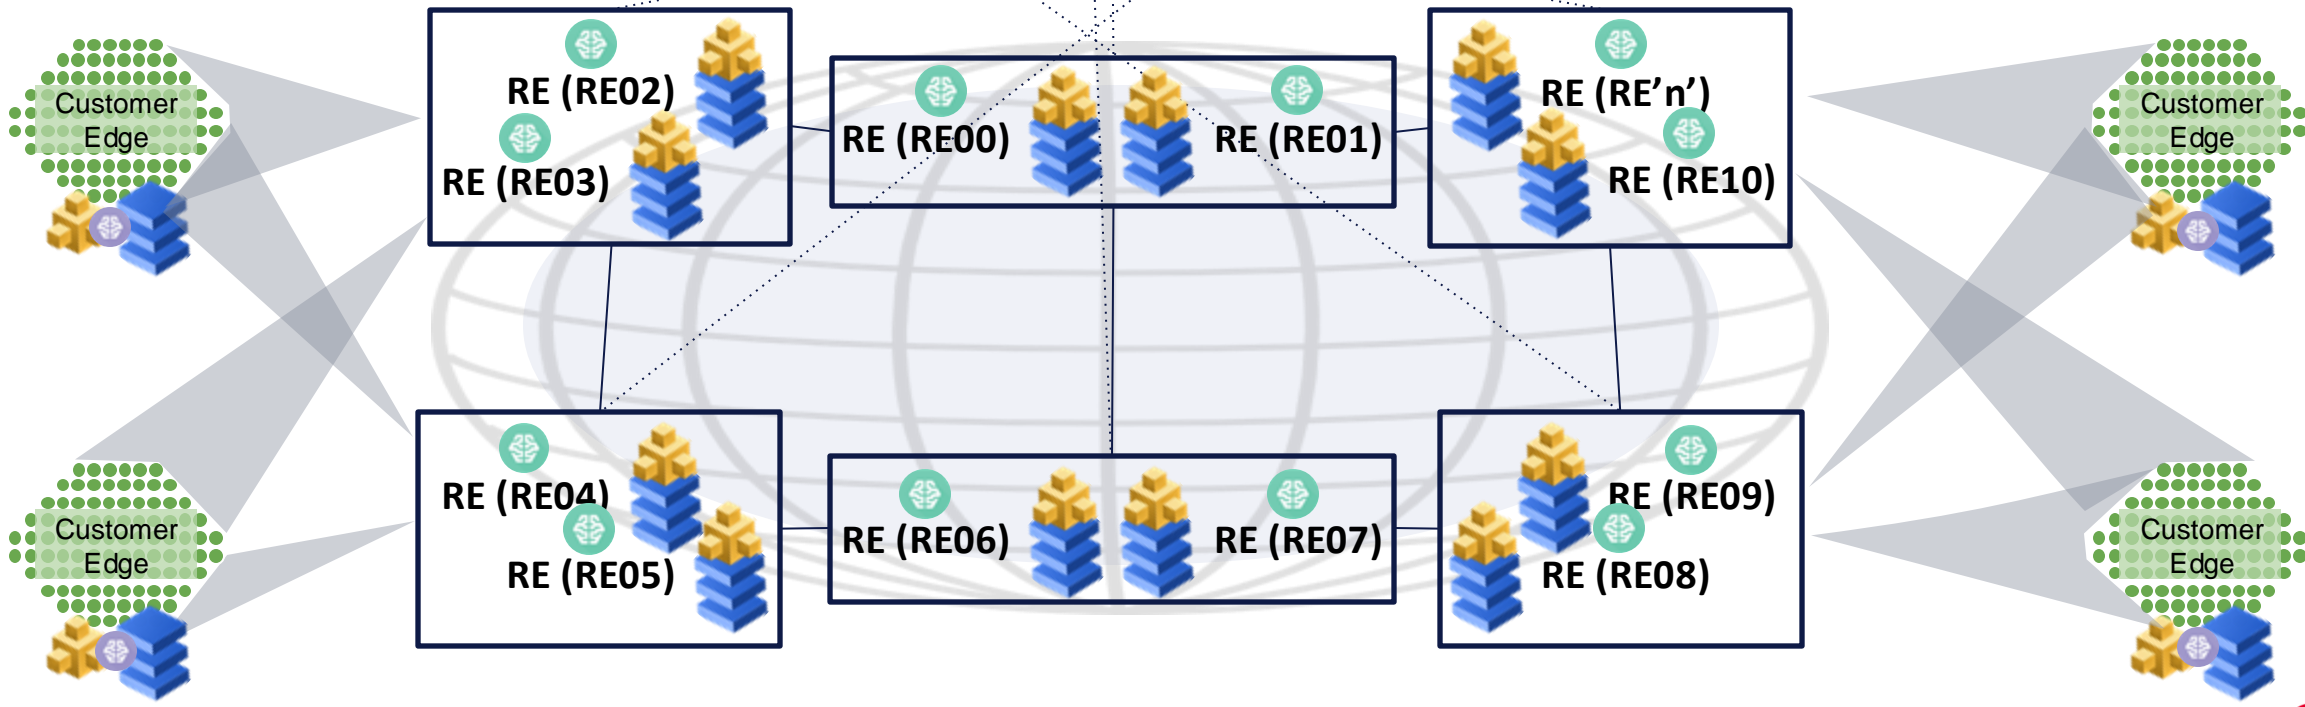 Customer
Edge
RE (RE02)
RE (RE03)
RE (RE00)
RE (RE01)
RE (RE’n’)
RE (RE10)
Customer
Edge
Customer
Edge
RE (RE04)
RE (RE05)
RE (RE06)
RE (RE07)
RE (RE09)
RE (RE08)
Customer
Edge